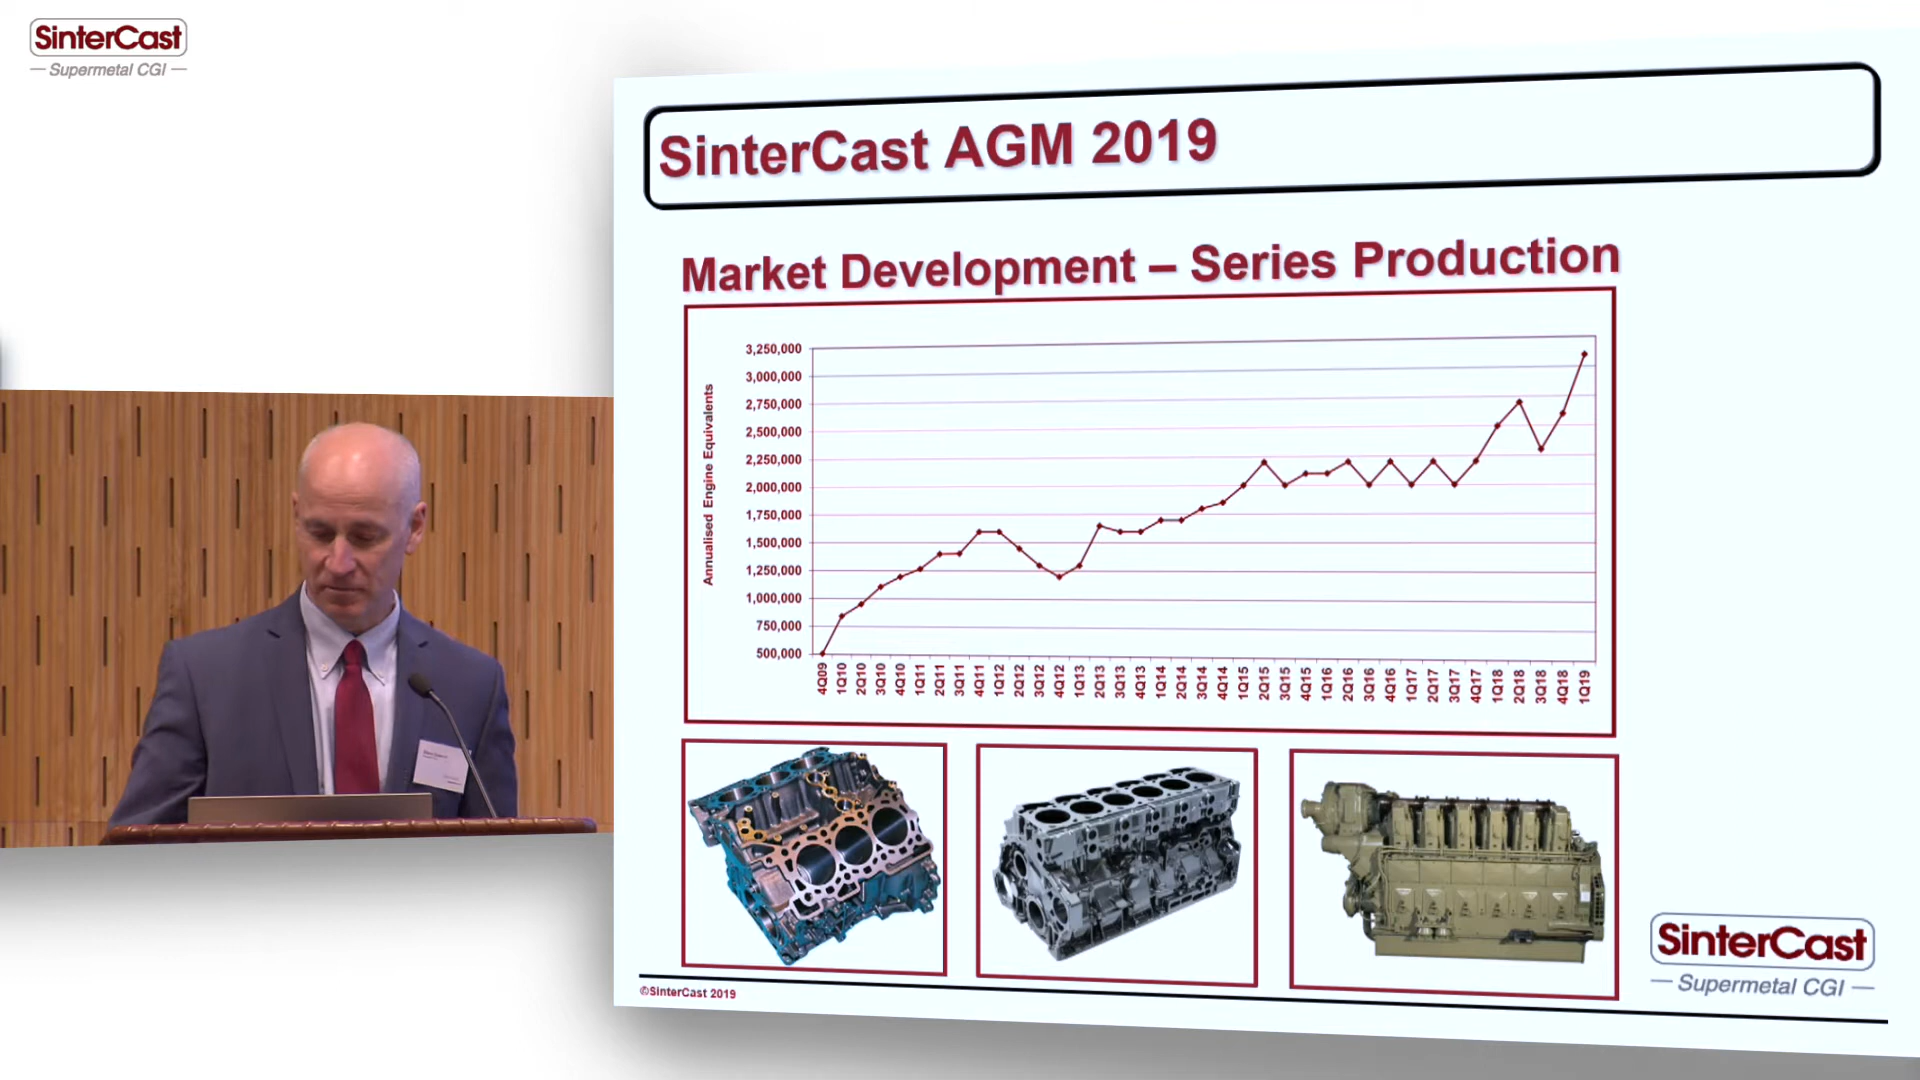 SinterCast
Supermetal CGI
SinterCast AGM 2019
Market Development – Series Production
Annualised Engine Equivalents
3,250,000
3,000,000
2,750,000
2,500,000
2,250,000
2,000,000
1,750,000
1,500,000
1,250,000
1,000,000
750,000
500,000
4Q09
1Q10
2Q10
3Q10
4Q10
1Q11
2Q11
3Q11
4Q11
1Q12
2Q12
3Q12
4Q12
1Q13
2Q13
3Q13
4Q13
1Q14
2Q14
3Q14
4Q14
1Q15
2Q15
3Q15
4Q15
1Q16
2Q16
3Q16
4Q16
1Q17
2Q17
3Q17
4Q17
1Q18
2Q18
3Q18
4Q18
1Q19
©SinterCast 2019
SinterCast
Supermetal CGI